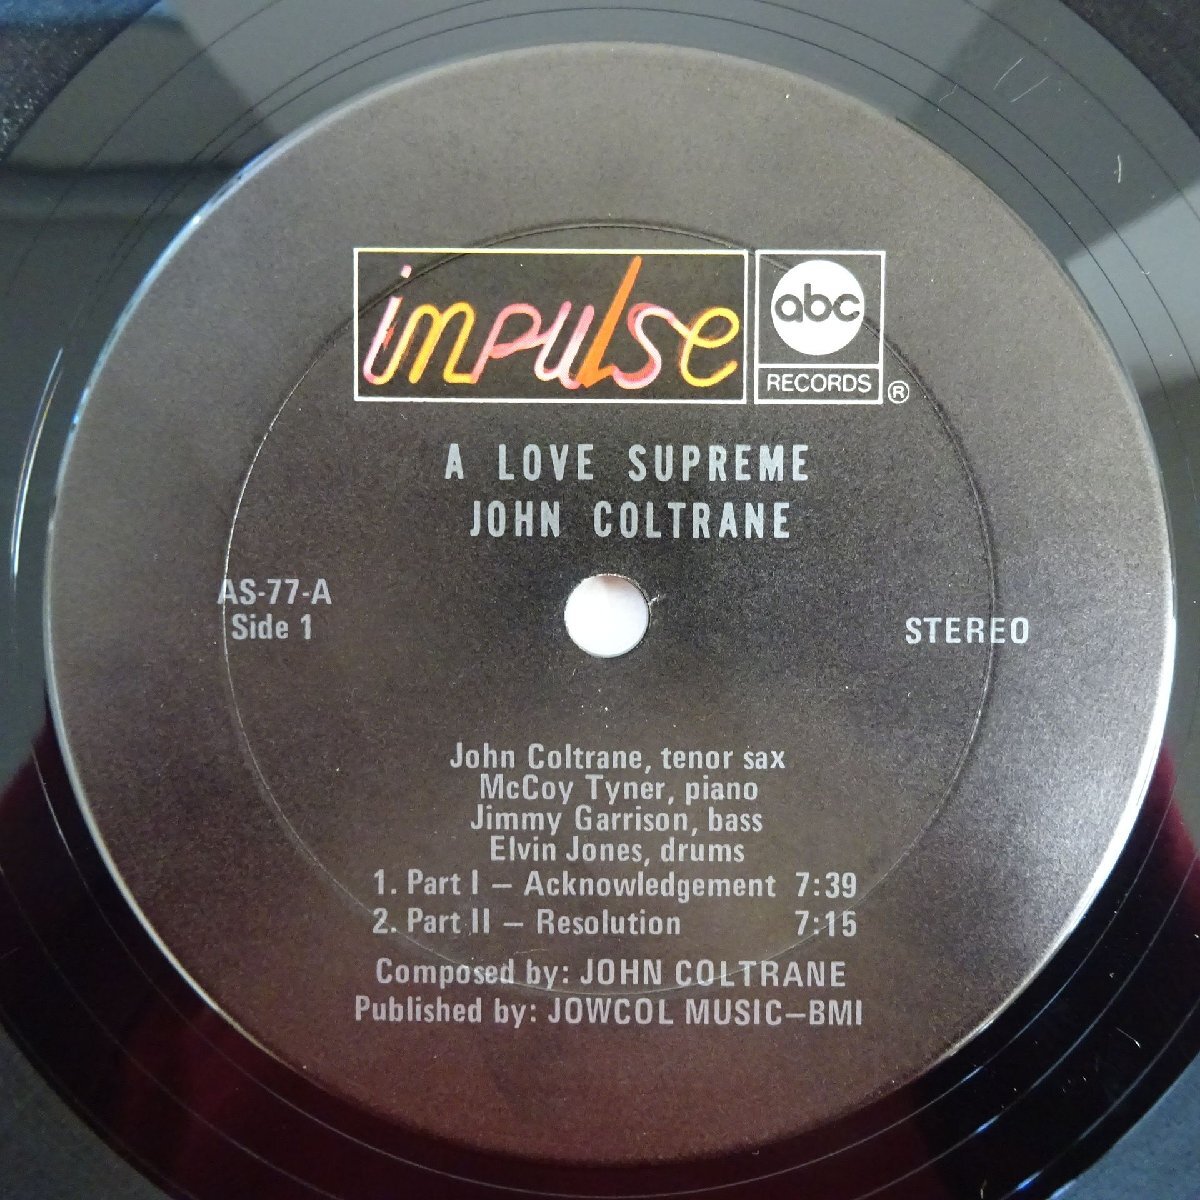 impulse
abc
RECORDS ®
A LOVE SUPREME
JOHN COLTRANE
AS-77-A
Side 1
STEREO
John Coltrane, tenor sax
McCoy Tyner, piano
Jimmy Garrison, bass
Elvin Jones, drums
1. Part I – Acknowledgement 7:39
2. Part II – Resolution 7:15
Composed by: JOHN COLTRANE
Published by: JOWCOL MUSIC–BMI